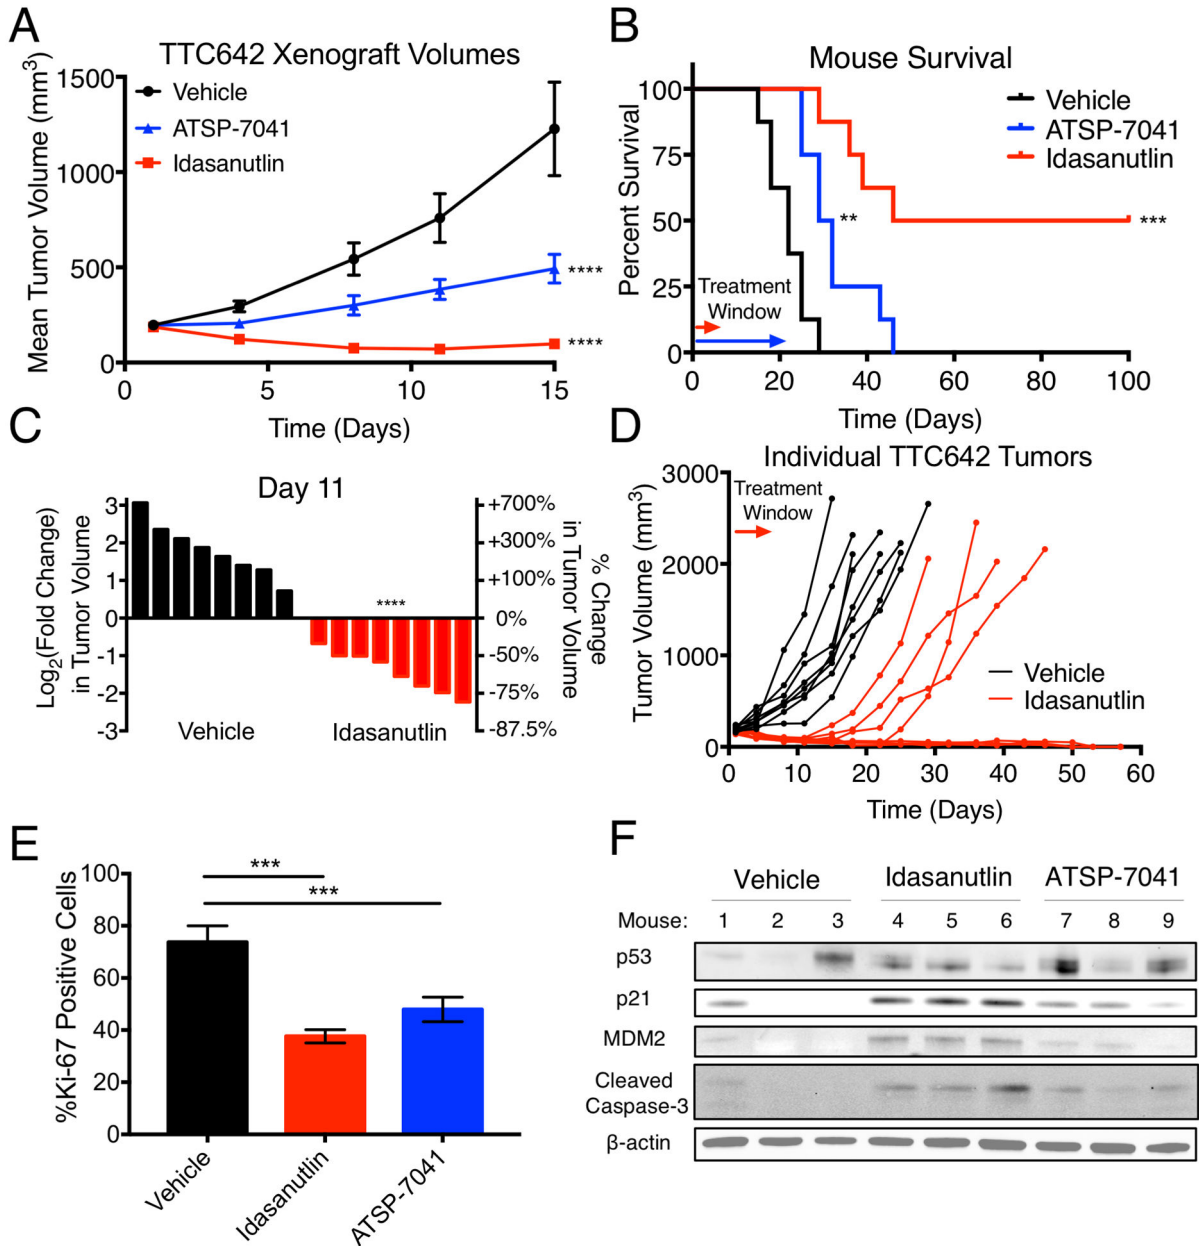 A
TTC642 Xenograft Volumes
Mean Tumor Volume (mm³)
1500
1000
500
0
Vehicle
ATSP-7041
Idasanutlin
****
****
0 5 10 15
Time (Days)
B
Mouse Survival
Percent Survival
100
75
50
25
0
Vehicle
ATSP-7041
Idasanutlin
**
***
Treatment
Window
0 20 40 60 80 100
Time (Days)
C
Day 11
Log₂(Fold Change)
in Tumor Volume
3
2
1
0
-1
-2
-3
****
Vehicle
Idasanutlin
+700%
+300%
+100%
0%
-50%
-75%
-87.5%
% Change
in Tumor Volume
D
Individual TTC642 Tumors
Tumor Volume (mm³)
3000
2000
1000
0
Treatment
Window
Vehicle
Idasanutlin
0 10 20 30 40 50 60
Time (Days)
E
%Ki-67 Positive Cells
100
80
60
40
20
0
***
***
Vehicle
Idasanutlin
ATSP-7041
F
Vehicle Idasanutlin ATSP-7041
Mouse: 1 2 3 4 5 6 7 8 9
p53
p21
MDM2
Cleaved
Caspase-3
β-actin